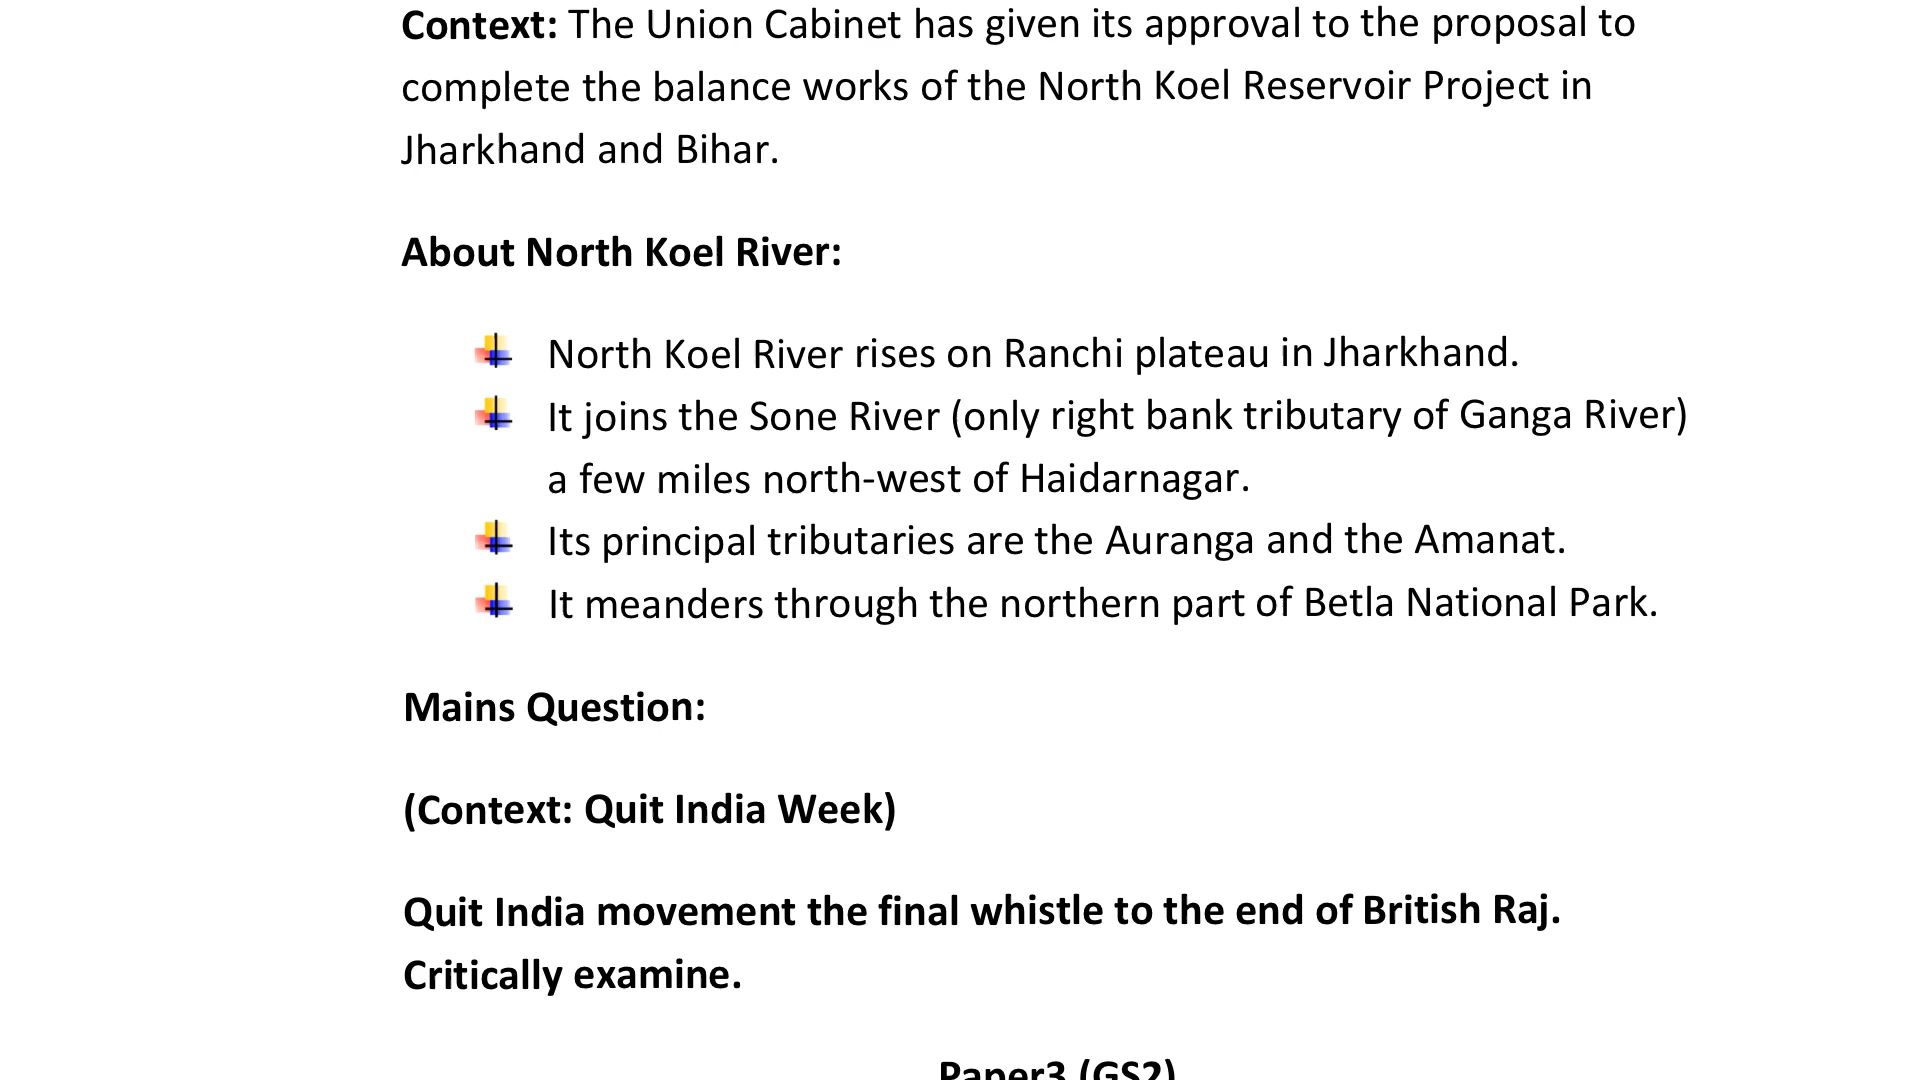 Context: The Union Cabinet has given its approval to the proposal to
complete the balance works of the North Koel Reservoir Project in
Jharkhand and Bihar.
About North Koel River:
North Koel River rises on Ranchi plateau in Jharkhand.
It joins the Sone River (only right bank tributary of Ganga River)
a few miles north-west of Haidarnagar.
Its principal tributaries are the Auranga and the Amanat.
It meanders through the northern part of Betla National Park.
Mains Question:
(Context: Quit India Week)
Quit India movement the final whistle to the end of British Raj.
Critically examine.
Paper3 (GS2)